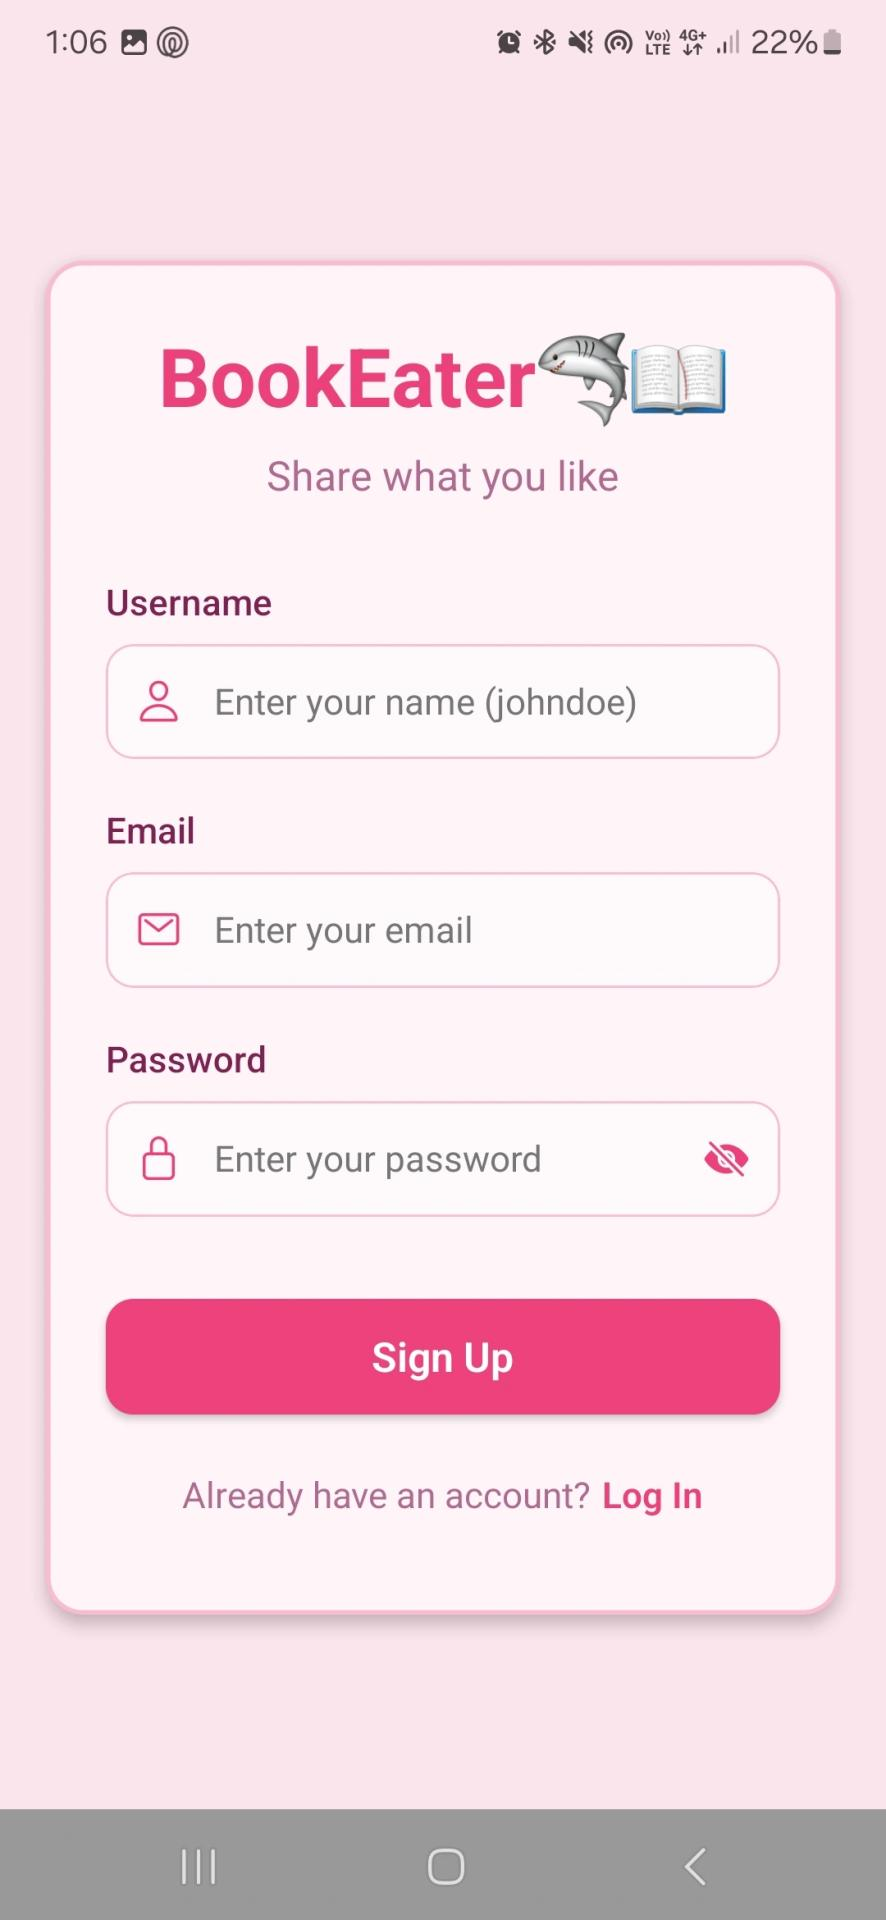 1:06 Vo)) LTE 4G+ 22%
BookEater
Share what you like
Username
Enter your name (johndoe)
Email
Enter your email
Password
Enter your password
Sign Up
Already have an account? Log In